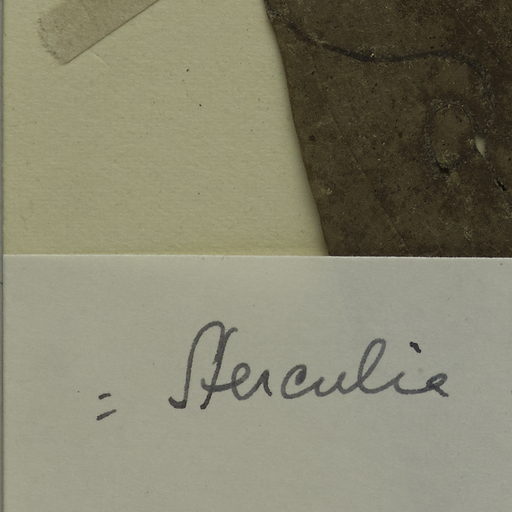 = Sterculia